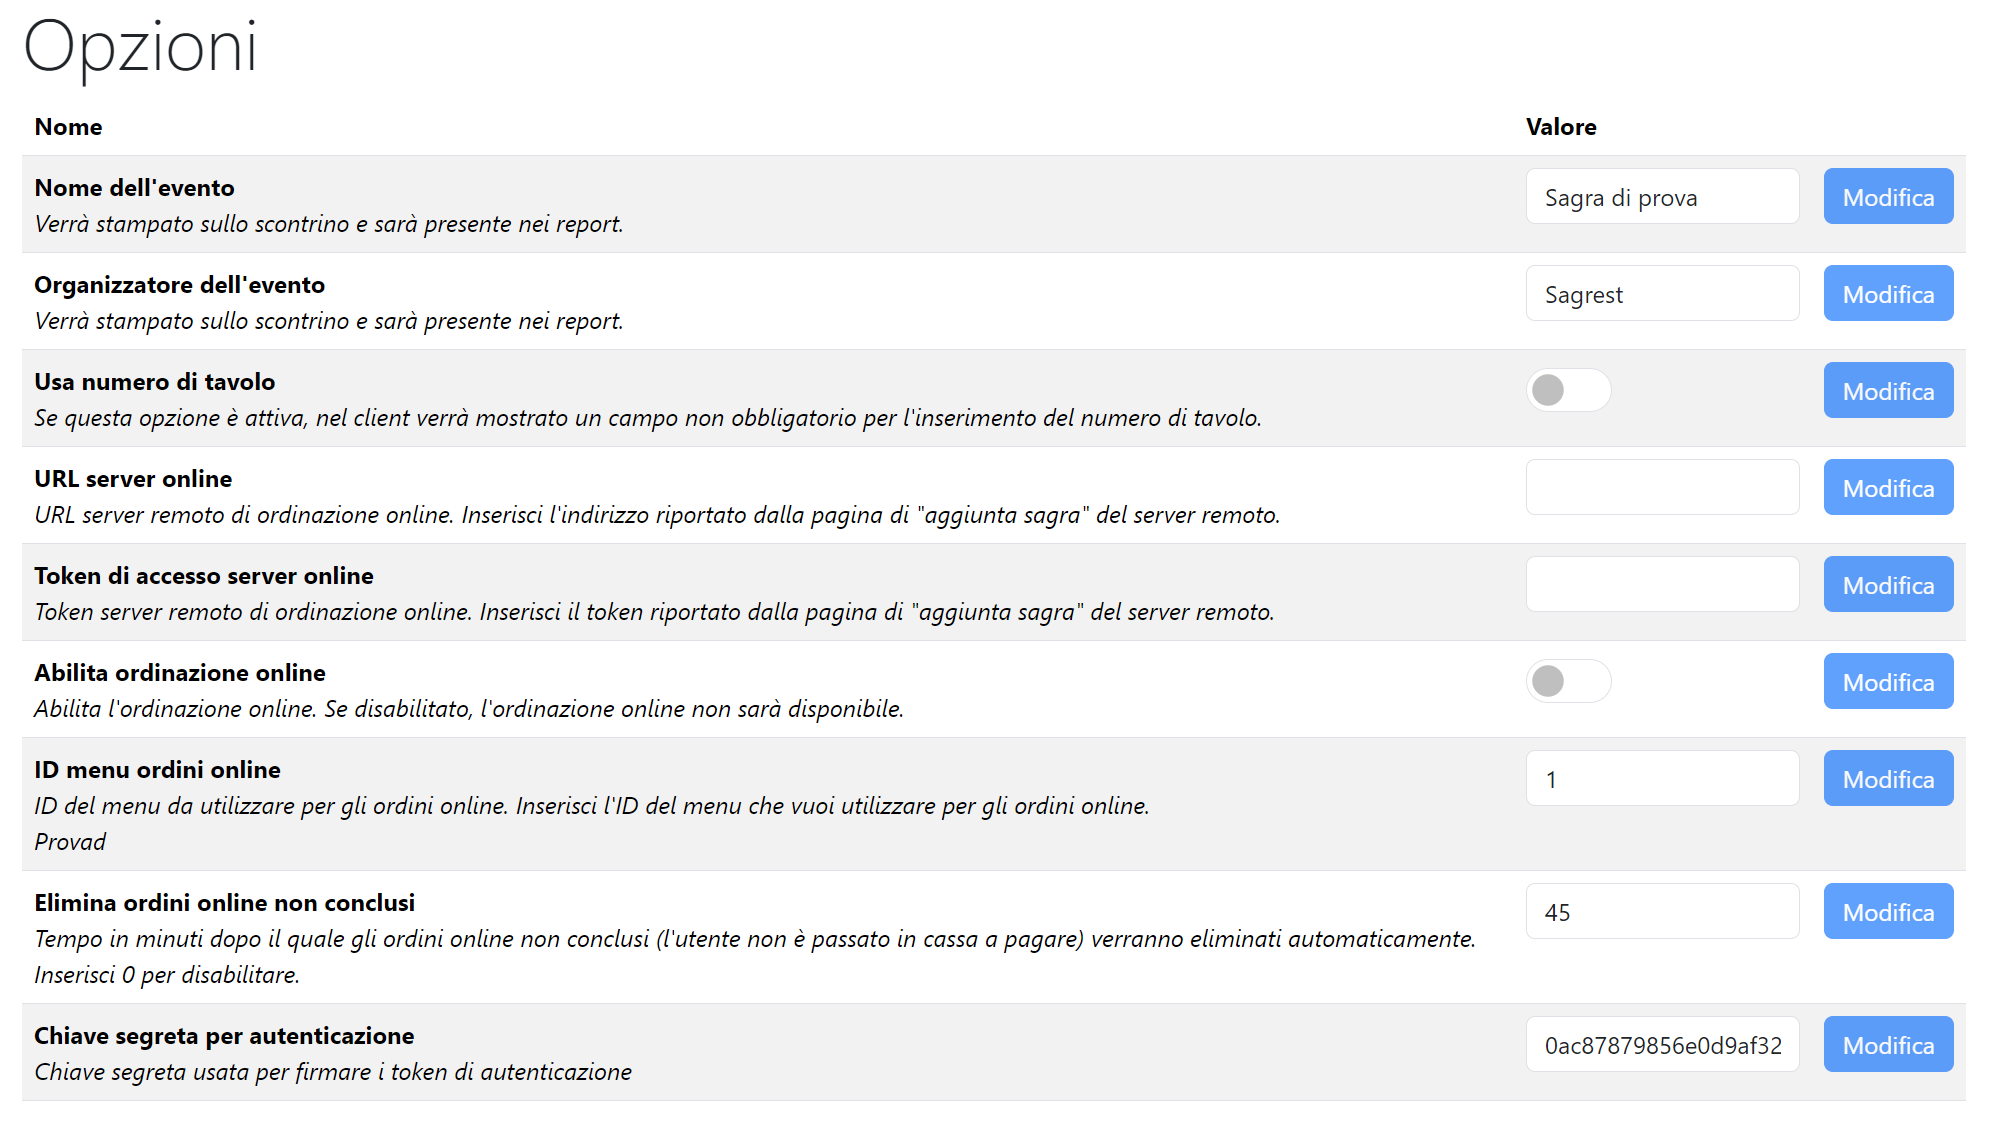 Opzioni
Nome Valore
Nome dell'evento
Verrà stampato sullo scontrino e sarà presente nei report.
Sagra di prova Modifica
Organizzatore dell'evento
Verrà stampato sullo scontrino e sarà presente nei report.
Sagrest Modifica
Usa numero di tavolo
Se questa opzione è attiva, nel client verrà mostrato un campo non obbligatorio per l'inserimento del numero di tavolo.
Modifica
URL server online
URL server remoto di ordinazione online. Inserisci l'indirizzo riportato dalla pagina di "aggiunta sagra" del server remoto.
Modifica
Token di accesso server online
Token server remoto di ordinazione online. Inserisci il token riportato dalla pagina di "aggiunta sagra" del server remoto.
Modifica
Abilita ordinazione online
Abilita l'ordinazione online. Se disabilitato, l'ordinazione online non sarà disponibile.
Modifica
ID menu ordini online
ID del menu da utilizzare per gli ordini online. Inserisci l'ID del menu che vuoi utilizzare per gli ordini online.
Provad
1 Modifica
Elimina ordini online non conclusi
Tempo in minuti dopo il quale gli ordini online non conclusi (l'utente non è passato in cassa a pagare) verranno eliminati automaticamente.
Inserisci 0 per disabilitare.
45 Modifica
Chiave segreta per autenticazione
Chiave segreta usata per firmare i token di autenticazione
0ac87879856e0d9af32 Modifica